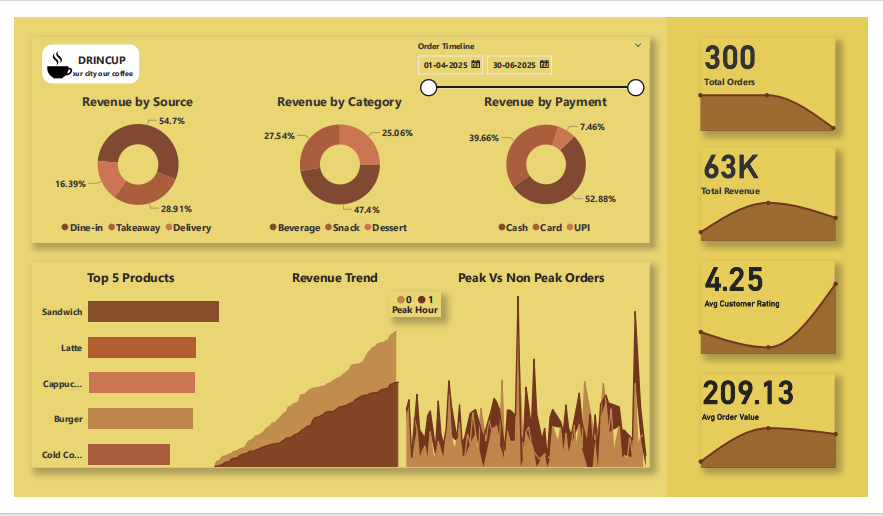 DRINCUP
ur city our coffee
Order Timeline
01-04-2025
30-06-2025
Revenue by Source
54.7%
16.39%
28.91%
Dine-in Takeaway Delivery
Revenue by Category
27.54%
25.06%
47.4%
Beverage Snack Dessert
Revenue by Payment
7.46%
39.66%
52.88%
Cash Card UPI
300
Total Orders
63K
Total Revenue
4.25
Avg Customer Rating
209.13
Avg Order Value
Top 5 Products
Sandwich
Latte
Cappuc...
Burger
Cold Co...
Revenue Trend
0 1
Peak Hour
Peak Vs Non Peak Orders